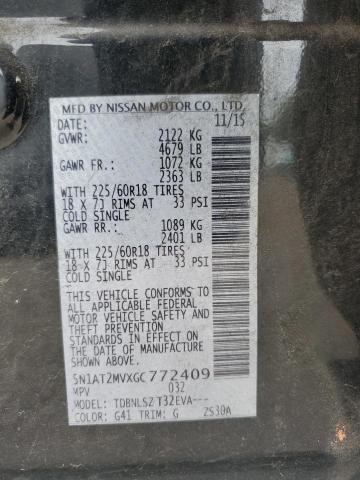 MFD BY NISSAN MOTOR CO., LTD.
DATE: 11/15
GVWR: 2122 KG
4679 LB
GAWR FR.: 1072 KG
2363 LB
WITH 225/60R18 TIRES
18 X 7J RIMS AT 33 PSI
COLD SINGLE
GAWR RR.: 1089 KG
2401 LB
WITH 225/60R18 TIRES
18 X 7J RIMS AT 33 PSI
COLD SINGLE
THIS VEHICLE CONFORMS TO
ALL APPLICABLE FEDERAL
MOTOR VEHICLE SAFETY AND
THEFT PREVENTION STANDARDS
IN EFFECT ON THE DATE OF
MANUFACTURE SHOWN
ABOVE.
5N1AT2MVXGC772409
MPV 032
MODEL: TDBNLSZ T32EVA---
COLOR: G41 TRIM: G ZS30A